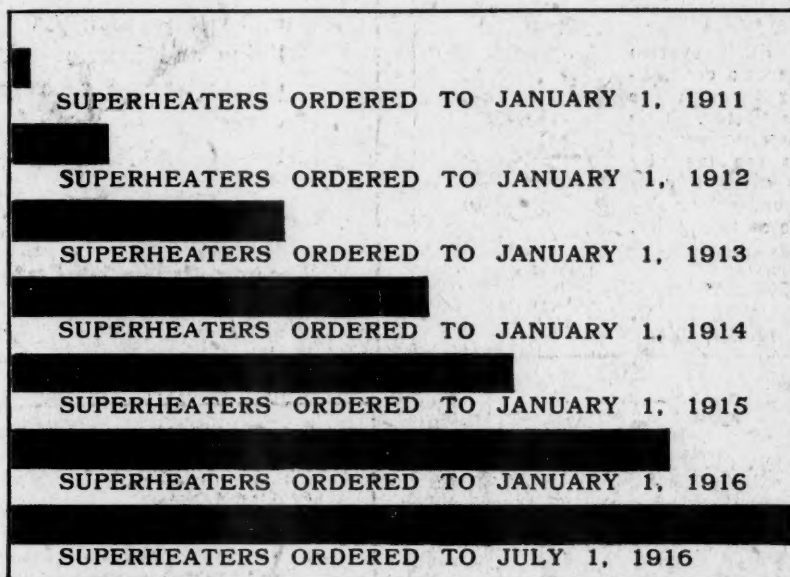 SUPERHEATERS ORDERED TO JANUARY 1, 1911
SUPERHEATERS ORDERED TO JANUARY 1, 1912
SUPERHEATERS ORDERED TO JANUARY 1, 1913
SUPERHEATERS ORDERED TO JANUARY 1, 1914
SUPERHEATERS ORDERED TO JANUARY 1, 1915
SUPERHEATERS ORDERED TO JANUARY 1, 1916
SUPERHEATERS ORDERED TO JULY 1, 1916